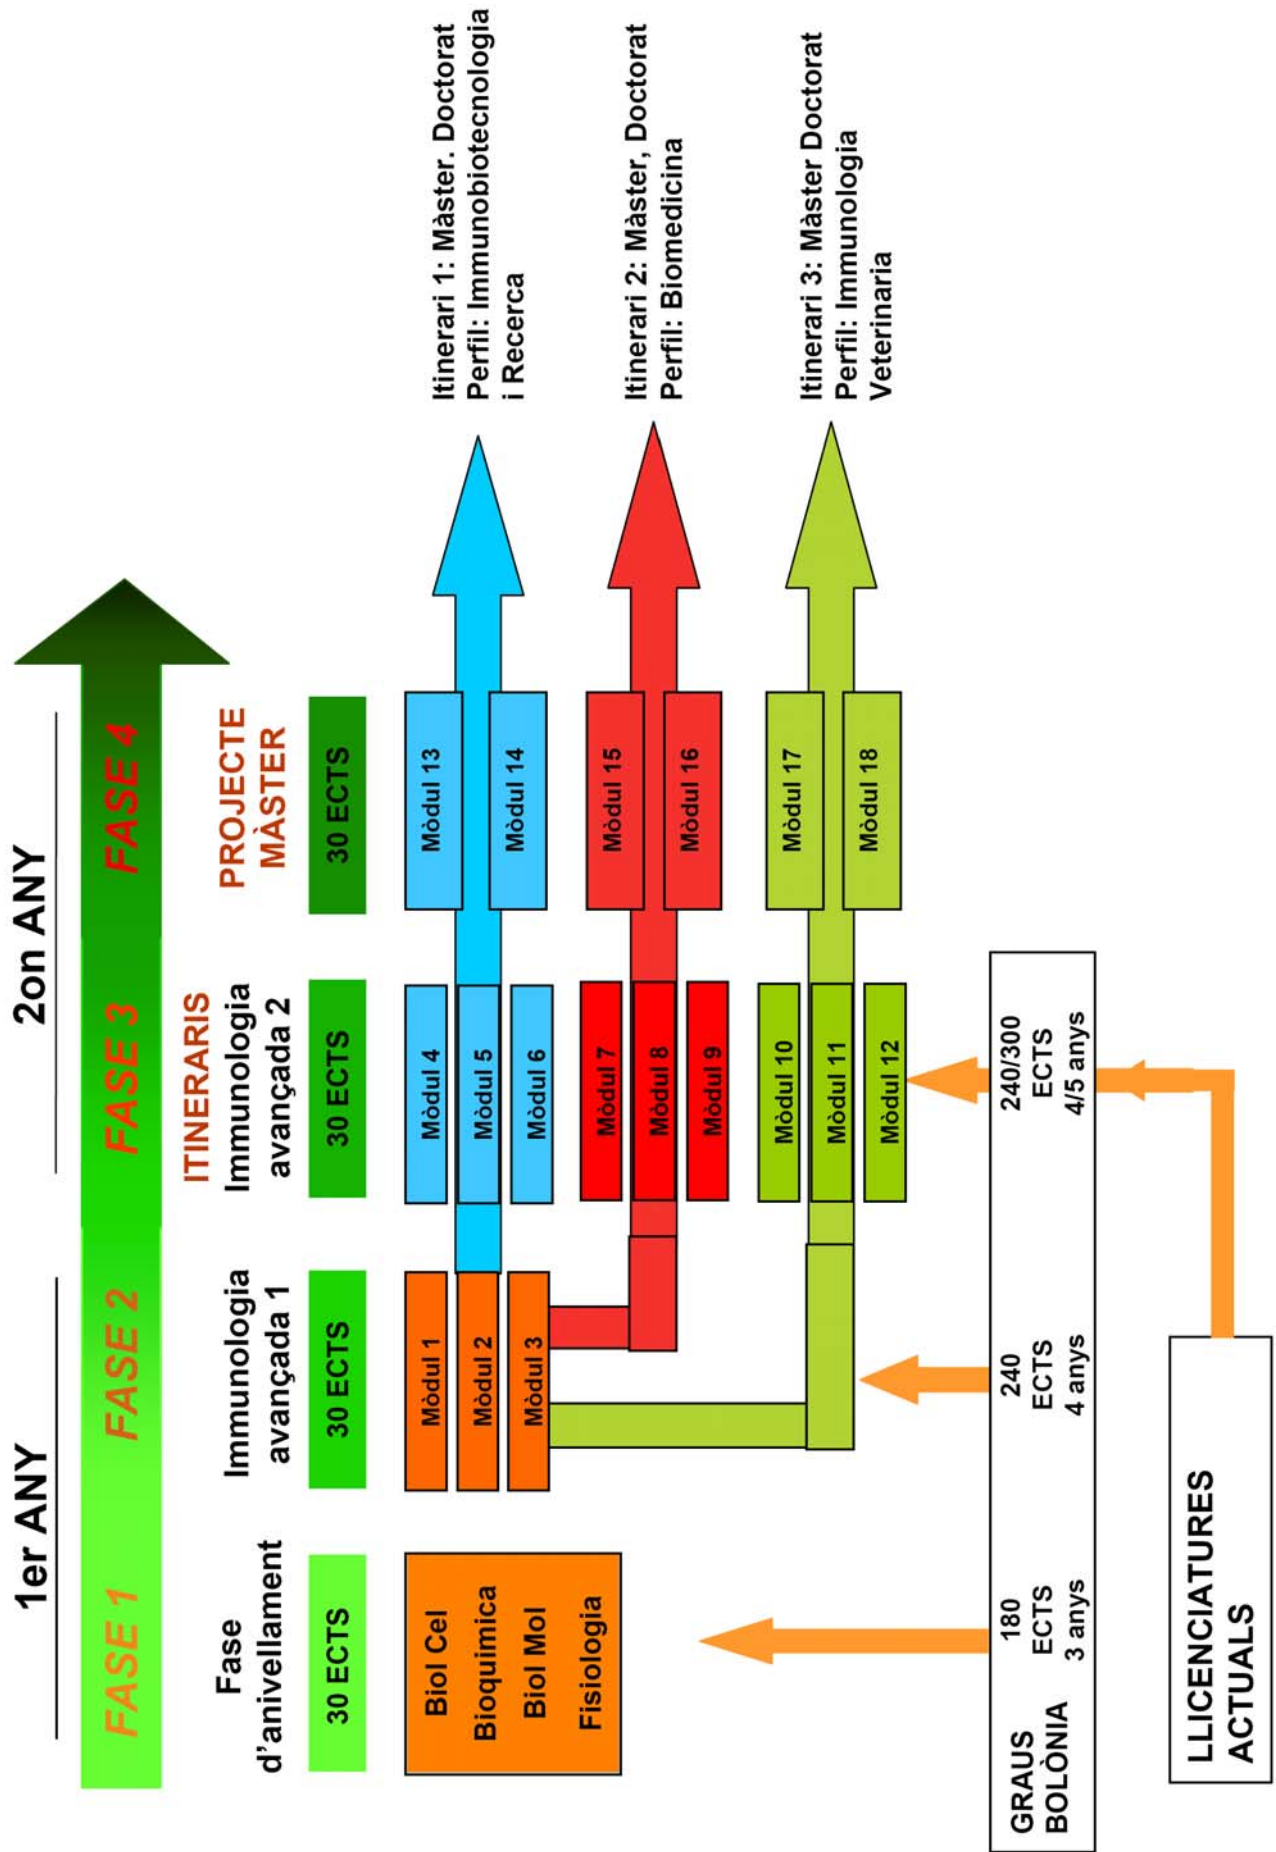 1er ANY
2on ANY
FASE 1
FASE 2
FASE 3
FASE 4
Fase
d'anivellament
Immunologia
avançada 1
ITINERARIS
Immunologia
avançada 2
PROJECTE
MÀSTER
30 ECTS
30 ECTS
30 ECTS
30 ECTS
Biol Cel
Bioquimica
Biol Mol
Fisiologia
Mòdul 1
Mòdul 2
Mòdul 3
Mòdul 4
Mòdul 5
Mòdul 6
Mòdul 7
Mòdul 8
Mòdul 9
Mòdul 10
Mòdul 11
Mòdul 12
Mòdul 13
Mòdul 14
Mòdul 15
Mòdul 16
Mòdul 17
Mòdul 18
Itinerari 1: Màster. Doctorat
Perfil: Immunobiotecnologia
i Recerca
Itinerari 2: Màster, Doctorat
Perfil: Biomedicina
Itinerari 3: Màster Doctorat
Perfil: Immunologia
Veterinaria
GRAUS
BOLÒNIA
180
ECTS
3 anys
240
ECTS
4 anys
240/300
ECTS
4/5 anys
LLICENCIATURES
ACTUALS